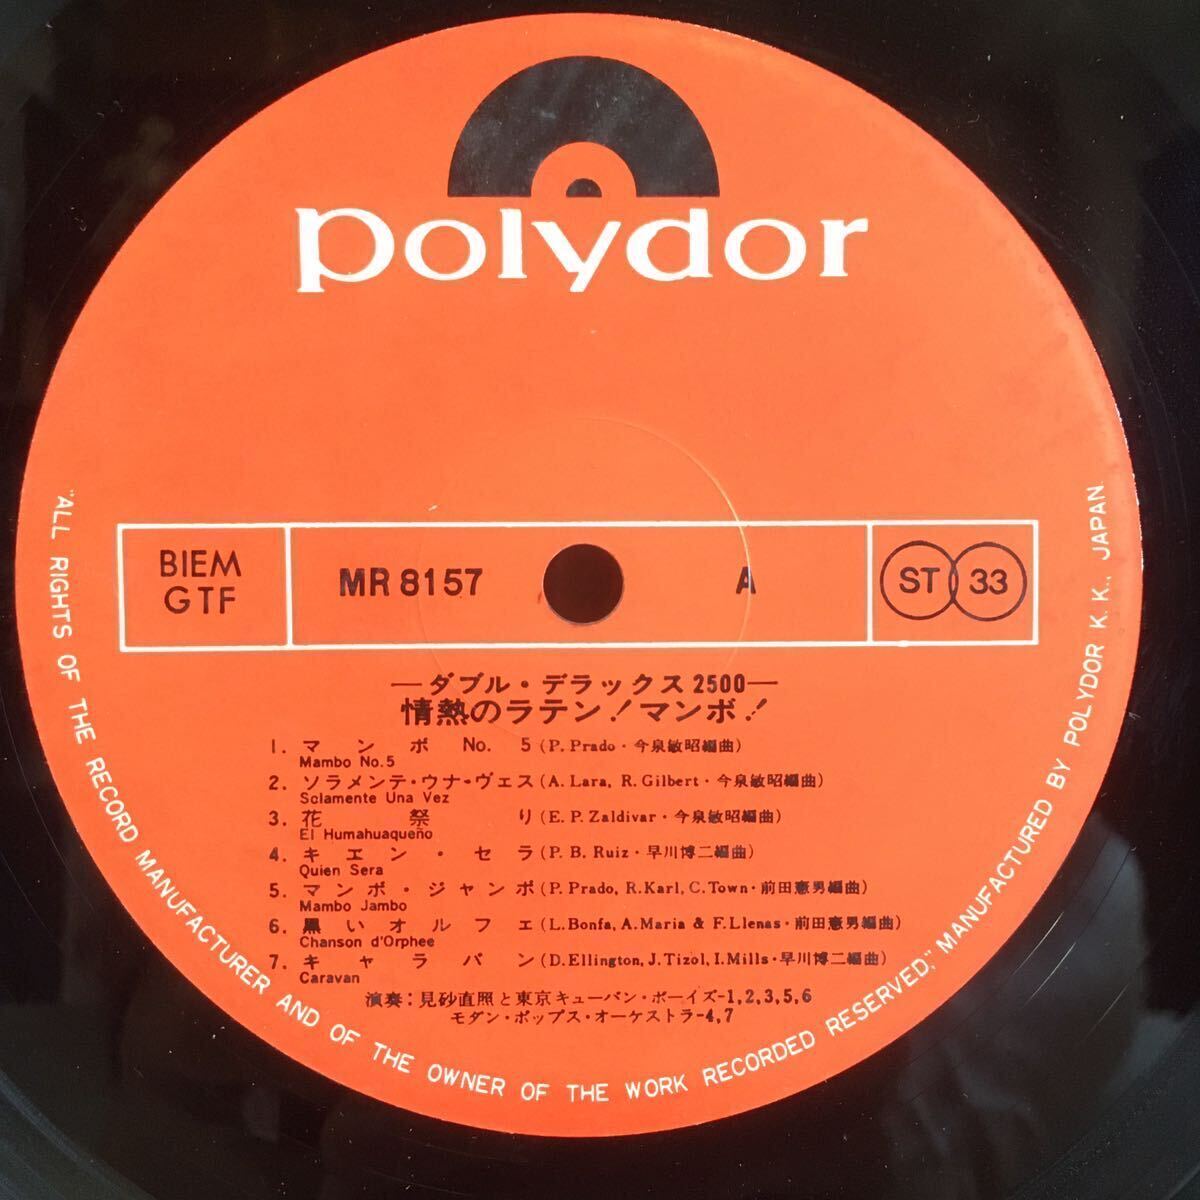 polydor
BIEM
GTF
MR 8157
A
ST 33
―ダブル・デラックス2500―
情熱のラテン!マンボ!
1. マンボ No. 5 (P. Prado・今泉敏昭編曲)
Mambo No.5
2. ソラメンテ・ウナ・ヴェス (A. Lara, R. Gilbert・今泉敏昭編曲)
Sclamente Una Vez
3. 花祭り (E. P. Zaldivar・今泉敏昭編曲)
El Humahuaqueño
4. キエン・セラ (P. B. Ruiz・早川博二編曲)
Quien Sera
5. マンボ・ジャンボ (P. Prado, R. Karl, C. Town・前田憲男編曲)
Mambo Jambo
6. 黒いオルフェ (L. Bonfa, A. Maria & F. Llenas・前田憲男編曲)
Chanson d'Orphee
7. キャラバン (D. Ellington, J. Tizol, I. Mills・早川博二編曲)
Caravan
演奏:見砂直照と東京キューバン・ボーイズ-1,2,3,5,6
モダン・ポップス・オーケストラ-4,7
"ALL RIGHTS OF THE RECORD MANUFACTURER AND OF THE OWNER OF THE WORK RECORDED RESERVED," MANUFACTURED BY POLYDOR K. K., JAPAN.